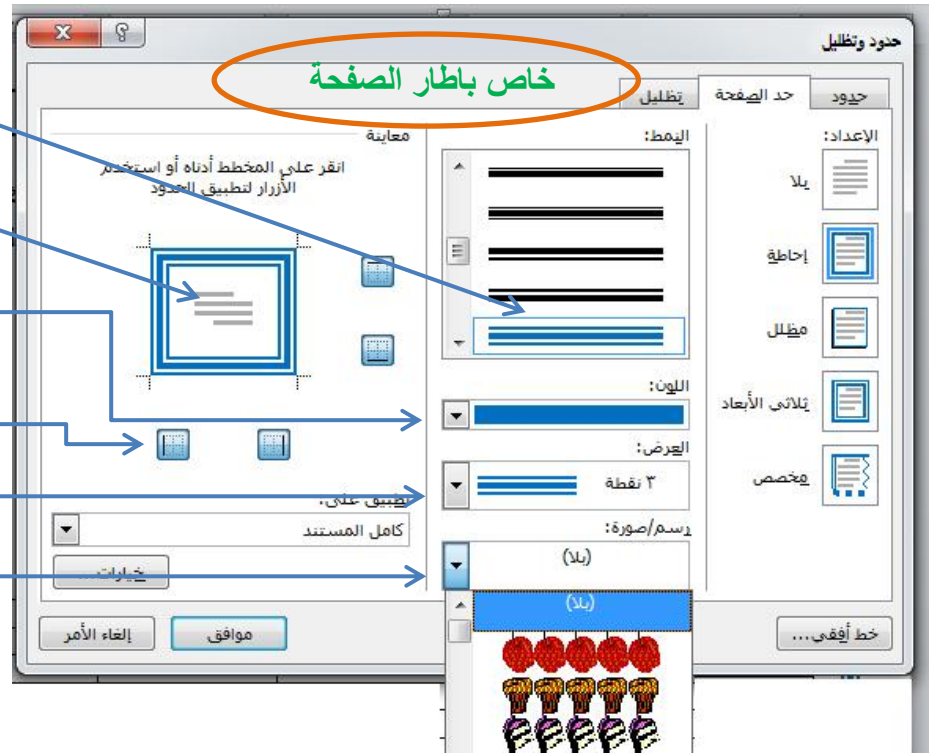 حدود وتظليل
خاص باطار الصفحة
حدود
حد الصفحة
تظليل
الإعداد:
بلا
إحاطة
مظلل
ثلاثي الأبعاد
مخصص
النمط:
اللون:
العرض:
٣ نقطة
رسم/صورة:
(بلا)
(بلا)
معاينة
انقر على المخطط أدناه أو استخدم
الأزرار لتطبيق الحدود
تطبيق على:
كامل المستند
خيارات...
خط أفقي...
موافق
إلغاء الأمر